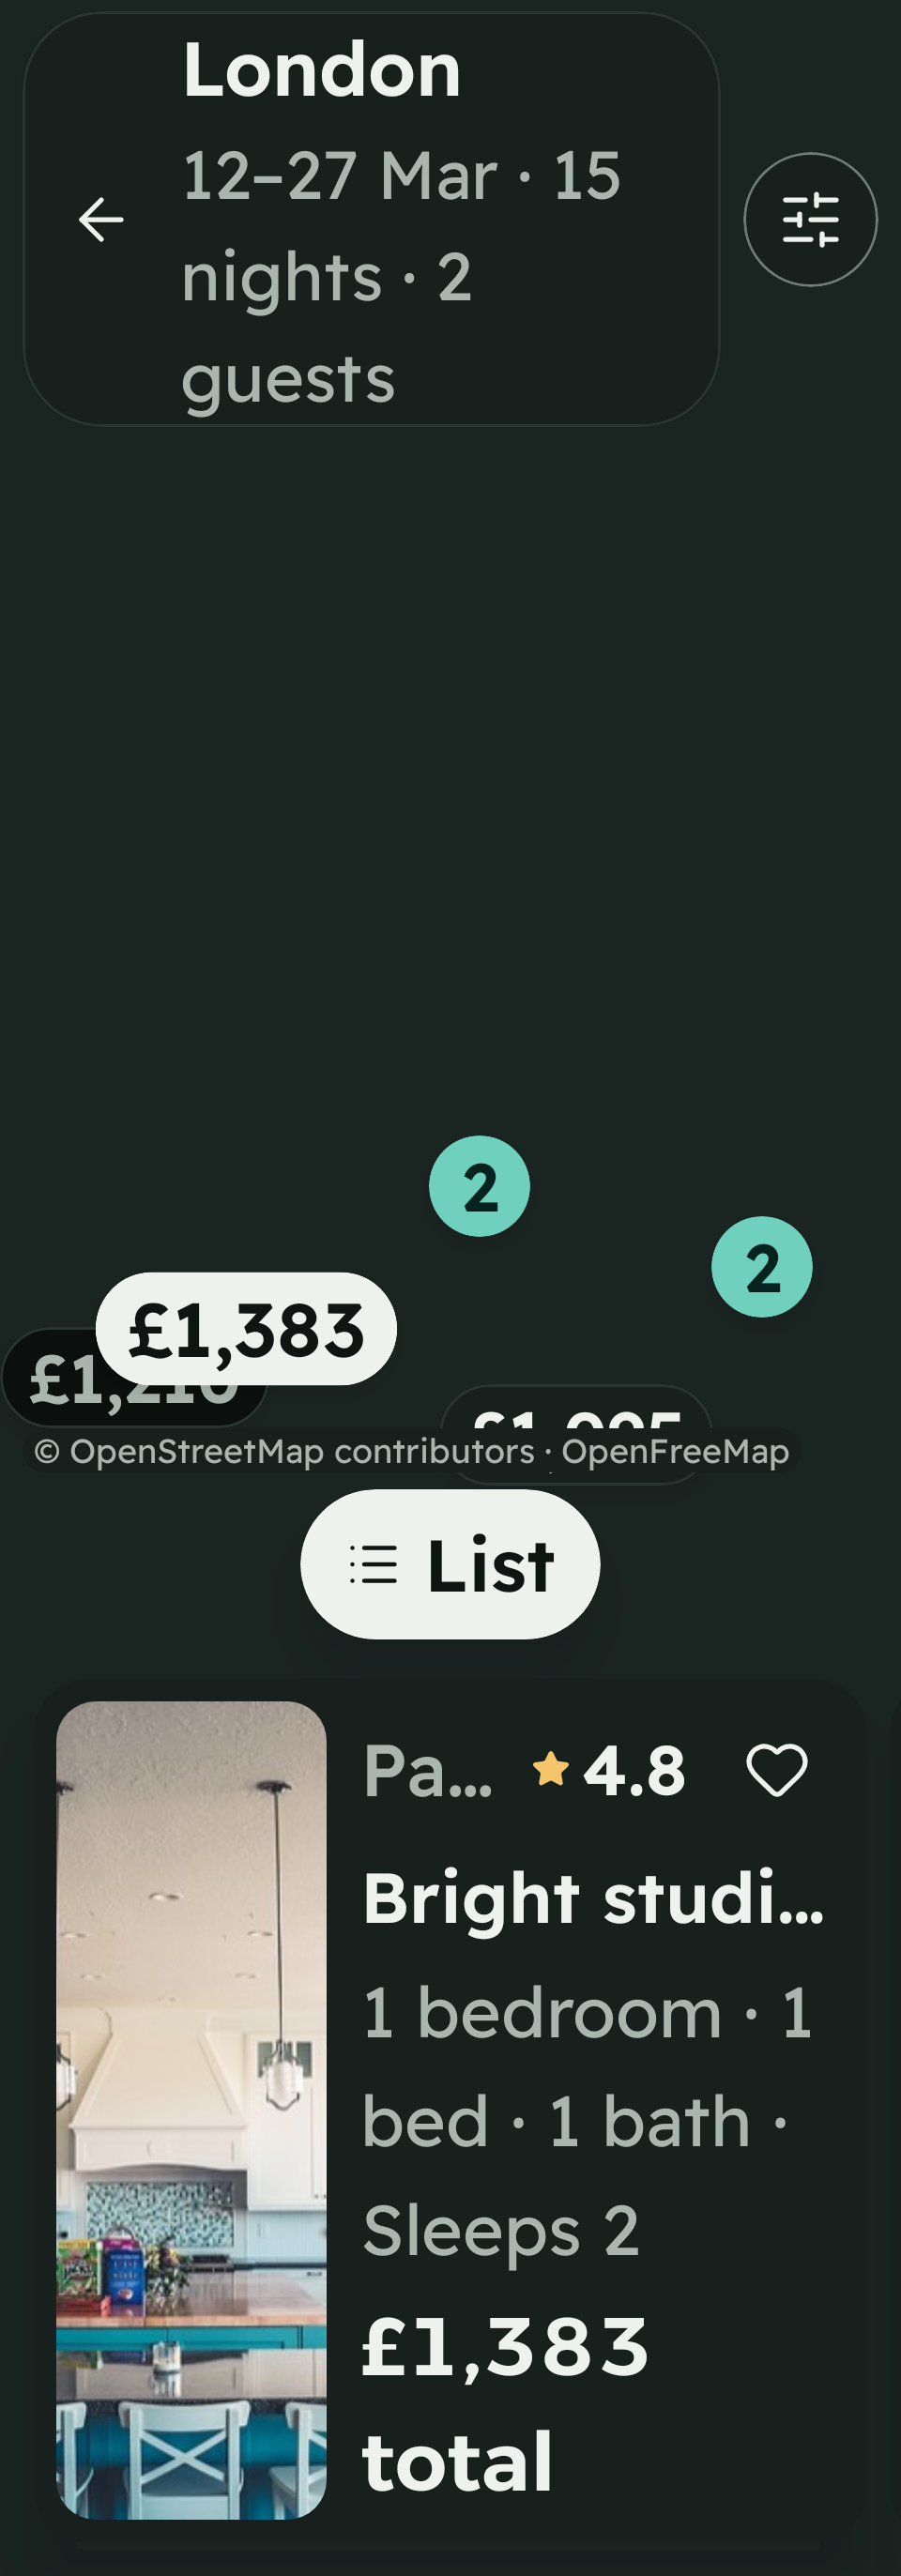 London
12–27 Mar · 15
nights · 2
guests
2
2
£1,383
© OpenStreetMap contributors · OpenFreeMap
List
Pa... 4.8
Bright studi...
1 bedroom · 1
bed · 1 bath ·
Sleeps 2
£1,383
total